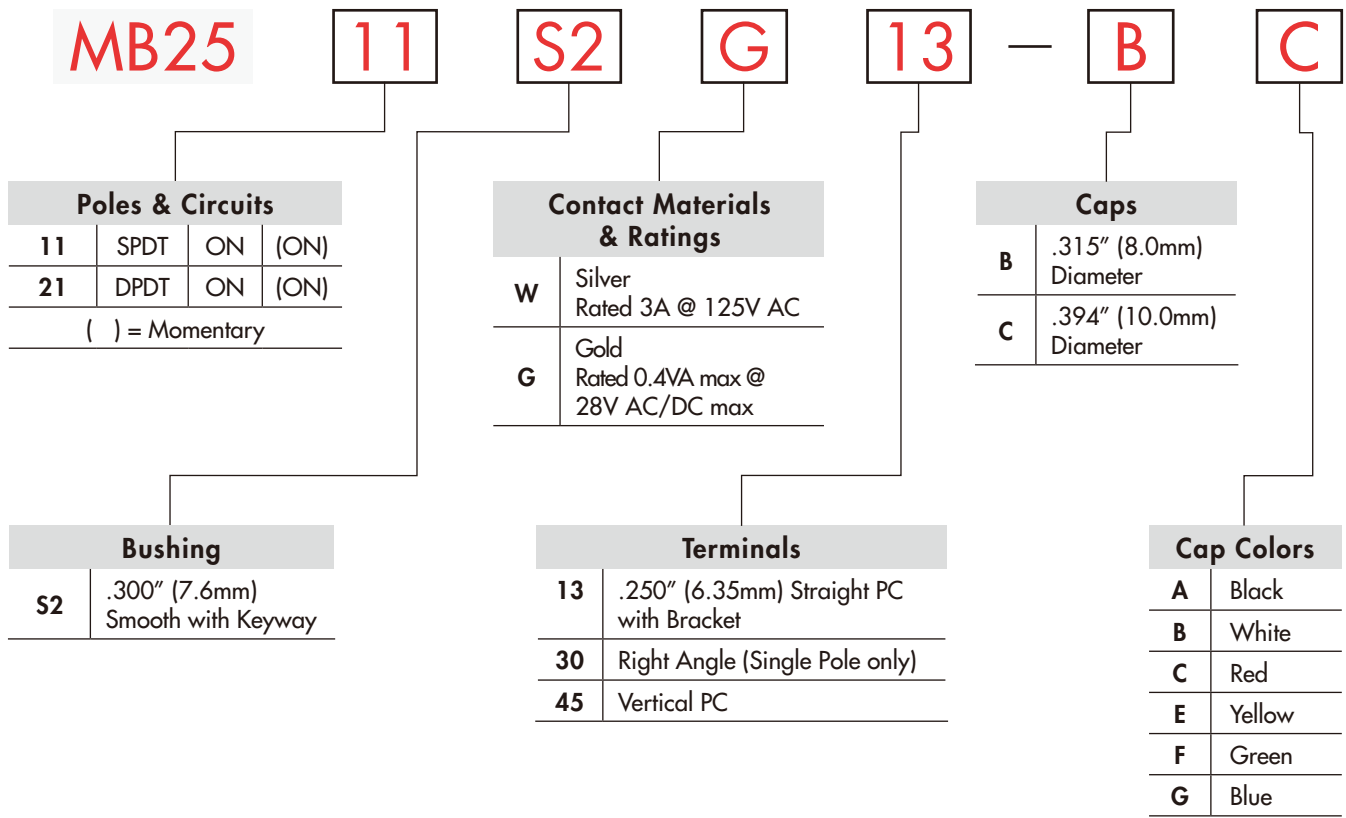 MB25 11 S2 G 13 — B C
Poles & Circuits
11 SPDT ON (ON)
21 DPDT ON (ON)
( ) = Momentary
Contact Materials
& Ratings
W Silver
Rated 3A @ 125V AC
G Gold
Rated 0.4VA max @
28V AC/DC max
Caps
B .315" (8.0mm)
Diameter
C .394" (10.0mm)
Diameter
Bushing
S2 .300" (7.6mm)
Smooth with Keyway
Terminals
13 .250" (6.35mm) Straight PC
with Bracket
30 Right Angle (Single Pole only)
45 Vertical PC
Cap Colors
A Black
B White
C Red
E Yellow
F Green
G Blue